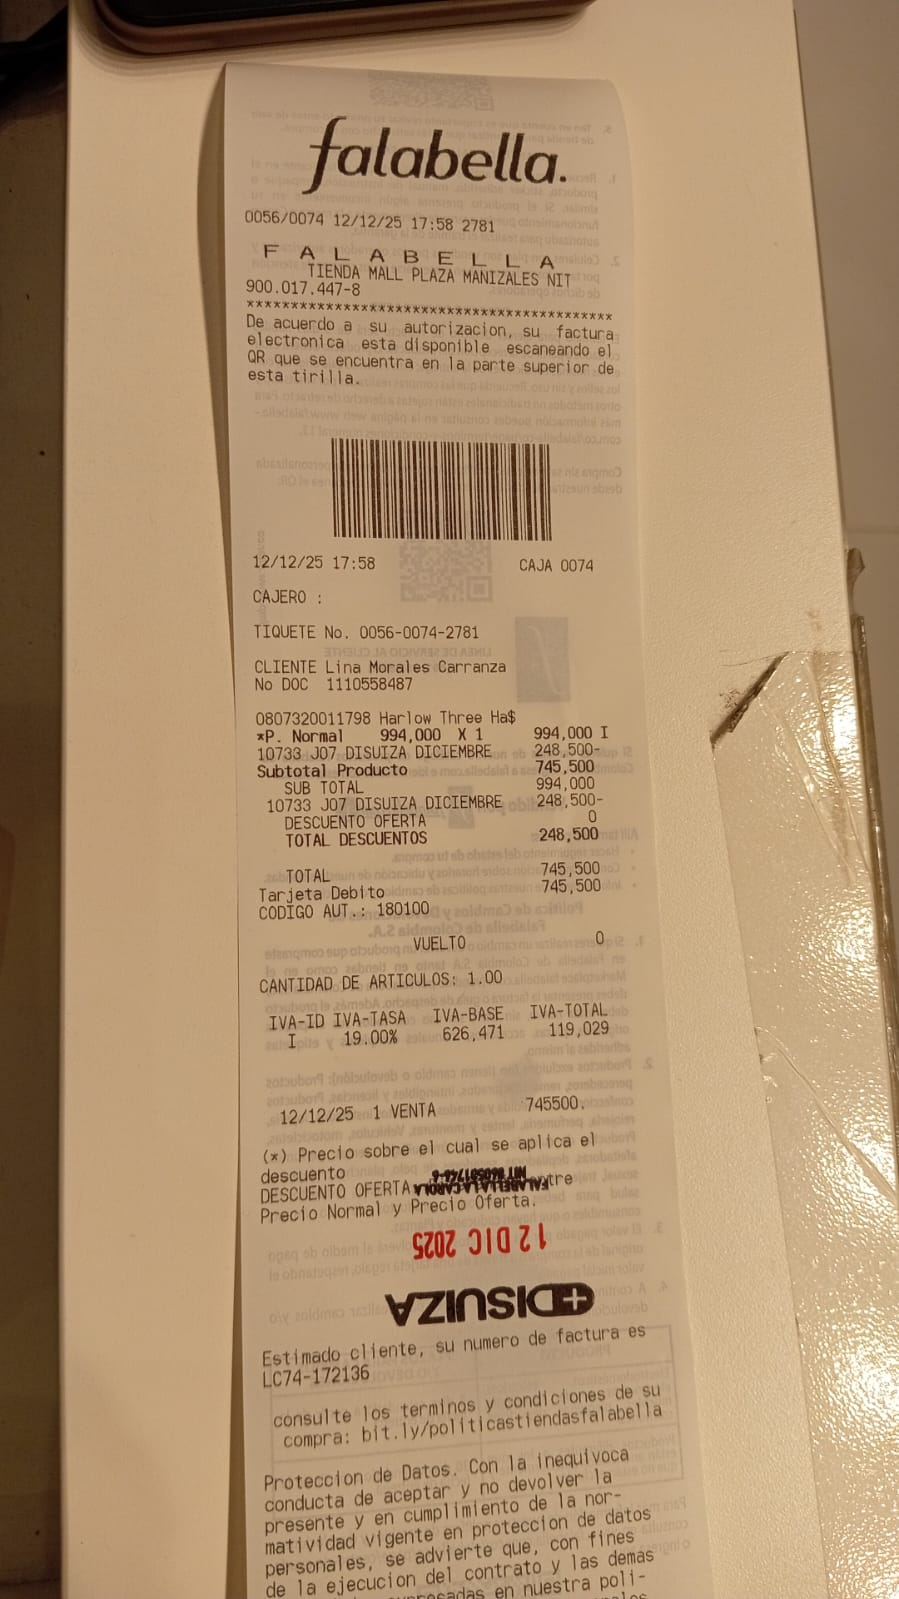 falabella.
0056/0074 12/12/25 17:58 2781
F A L A B E L L A
TIENDA MALL PLAZA MANIZALES NIT
900.017.447-8
******************************************
De acuerdo a su autorizacion, su factura
electronica esta disponible escaneando el
QR que se encuentra en la parte superior de
esta tirilla.
12/12/25 17:58 CAJA 0074
CAJERO :
TIQUETE No. 0056-0074-2781
CLIENTE Lina Morales Carranza
No DOC 1110558487
0807320011798 Harlow Three Ha$
*P. Normal 994,000 X 1 994,000 I
10733 J07 DISUIZA DICIEMBRE 248,500-
Subtotal Producto 745,500
SUB TOTAL 994,000
10733 J07 DISUIZA DICIEMBRE 248,500-
DESCUENTO OFERTA 0
TOTAL DESCUENTOS 248,500
TOTAL 745,500
Tarjeta Debito 745,500
CODIGO AUT.: 180100
VUELTO 0
CANTIDAD DE ARTICULOS: 1.00
IVA-ID IVA-TASA IVA-BASE IVA-TOTAL
I 19.00% 626,471 119,029
12/12/25 1 VENTA 745500.
(*) Precio sobre el cual se aplica el
descuento
DESCUENTO OFERTA
Precio Normal y Precio Oferta.
12 DIC 2025
DISUIZA
Estimado cliente, su numero de factura es
LC74-172136
consulte los terminos y condiciones de su
compra: bit.ly/politicastiendasfalabella
Proteccion de Datos. Con la inequivoca
conducta de aceptar y no devolver la
presente y en cumplimiento de la nor-
matividad vigente en proteccion de datos
personales, se advierte que, con fines
de la ejecucion del contrato y las demas
en nuestra poli-